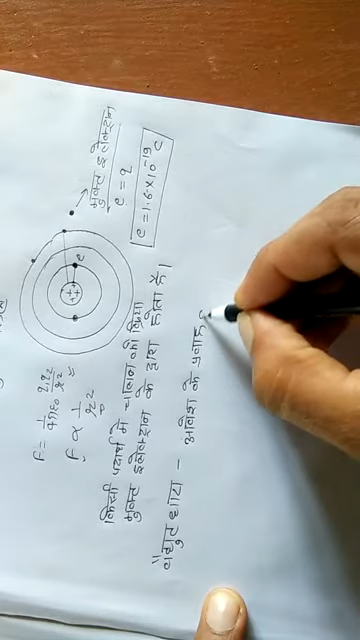 F = 1/4πε₀ q₁q₂/r²
F ∝ 1/r²
e
मुक्त इलेक्ट्रान
e = q
e = 1.6×10⁻¹⁹ C
किसी पदार्थ में चालन की क्रिया
मुक्त इलेक्ट्रान के द्वारा होता है।
वैधुत धारा - आवेश के प्रवाह